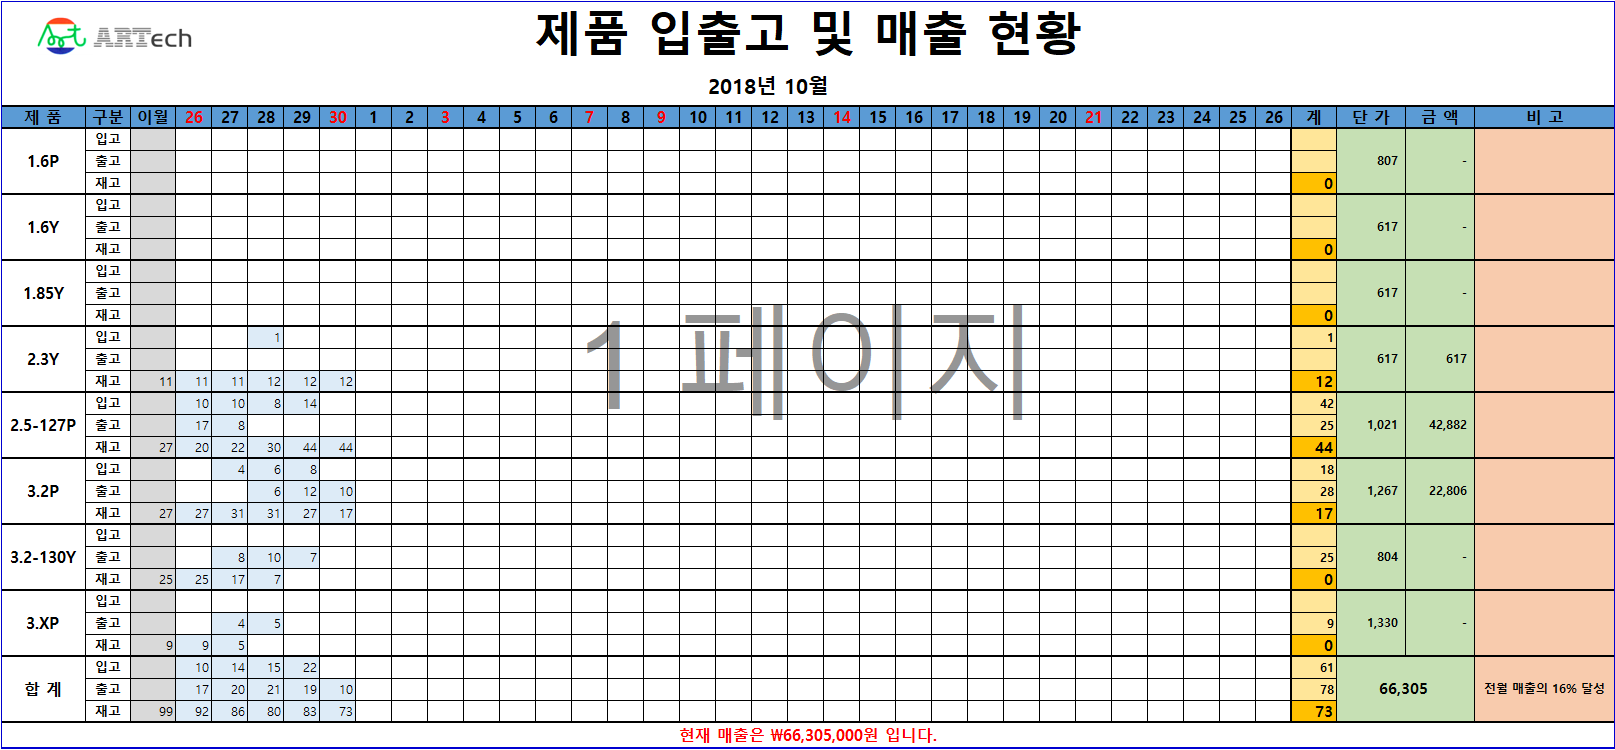 Art ARTech
제품 입출고 및 매출 현황
2018년 10월
제 품 구분 이월 26 27 28 29 30 1 2 3 4 5 6 7 8 9 10 11 12 13 14 15 16 17 18 19 20 21 22 23 24 25 26 계 단 가 금 액 비 고
입고
1.6P 출고 807 -
재고 0
입고
1.6Y 출고 617 -
재고 0
입고
1.85Y 출고 617 -
재고 0
1 페이지
입고 1 1
2.3Y 출고 617 617
재고 11 11 11 12 12 12 12
입고 10 10 8 14 42
2.5-127P 출고 17 8 25 1,021 42,882
재고 27 20 22 30 44 44 44
입고 4 6 8 18
3.2P 출고 6 12 10 28 1,267 22,806
재고 27 27 31 31 27 17 17
입고
3.2-130Y 출고 8 10 7 25 804 -
재고 25 25 17 7 0
입고
3.XP 출고 4 5 9 1,330 -
재고 9 9 5 0
입고 10 14 15 22 61
합 계 출고 17 20 21 19 10 78 66,305 전월 매출의 16% 달성
재고 99 92 86 80 83 73 73
현재 매출은 ₩66,305,000원 입니다.